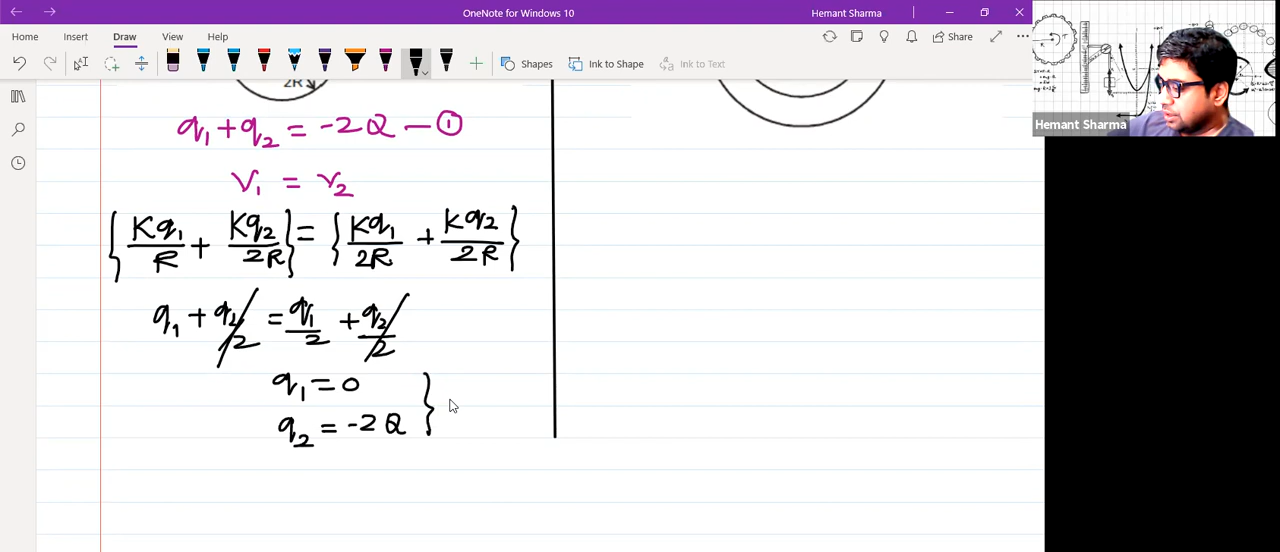 OneNote for Windows 10
Hemant Sharma
Home Insert Draw View Help
Share
Shapes Ink to Shape Ink to Text
Hemant Sharma
2R
q₁ + q₂ = -2Q — ①
V₁ = V₂
{Kq₁/R + Kq₂/2R} = {Kq₁/2R + Kq₂/2R}
q₁ + q₂/2 = q₁/2 + q₂/2
q₁ = 0
q₂ = -2Q }